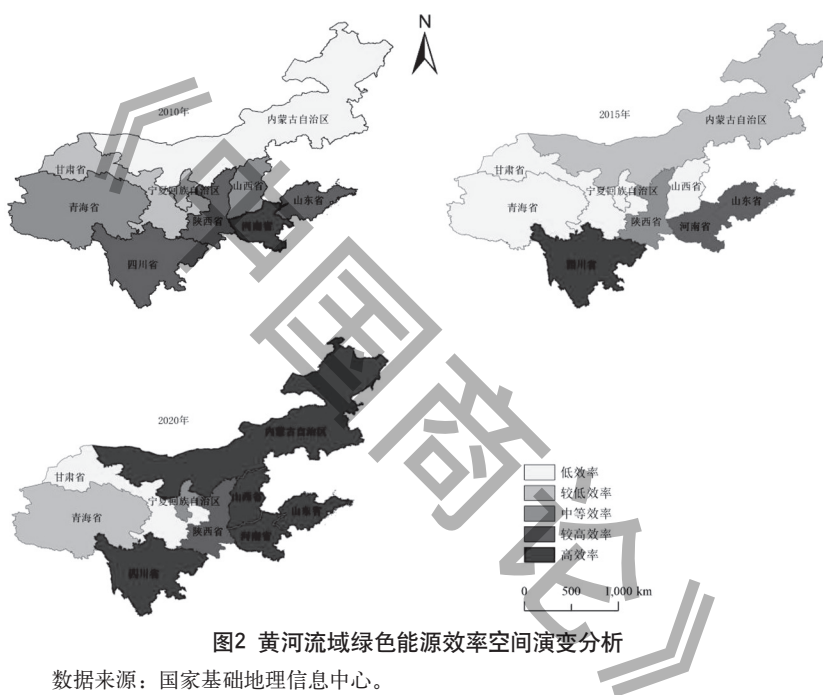 N
2010年
内蒙古自治区
甘肃省
宁夏回族自治区
山西省
青海省
陕西省
河南省
山东省
四川省
2015年
内蒙古自治区
甘肃省
宁夏回族自治区
山西省
青海省
陕西省
河南省
山东省
四川省
2020年
内蒙古自治区
甘肃省
宁夏回族自治区
山西省
青海省
陕西省
河南省
山东省
四川省
低效率
较低效率
中等效率
较高效率
高效率
0 500 1,000 km
图2 黄河流域绿色能源效率空间演变分析
数据来源：国家基础地理信息中心。
《中国商论》